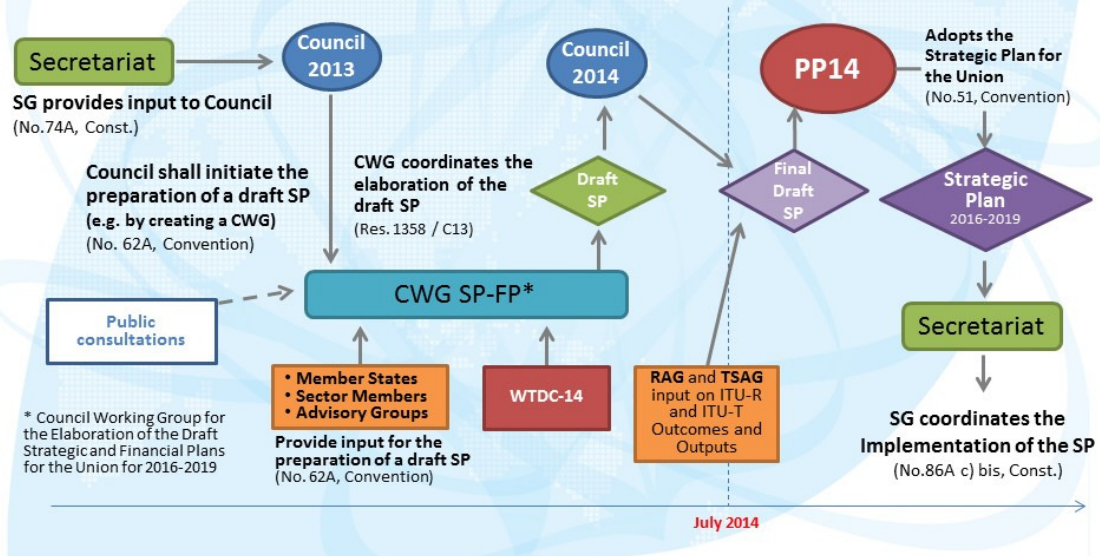 Secretariat
SG provides input to Council
(No.74A, Const.)
Council
2013
Council shall initiate the
preparation of a draft SP
(e.g. by creating a CWG)
(No. 62A, Convention)
CWG coordinates the
elaboration of the
draft SP
(Res. 1358 / C13)
Council
2014
Draft
SP
PP14
Final
Draft
SP
Adopts the
Strategic Plan for
the Union
(No.51, Convention)
Strategic
Plan
2016-2019
CWG SP-FP*
Public
consultations
• Member States
• Sector Members
• Advisory Groups
Provide input for the
preparation of a draft SP
(No. 62A, Convention)
WTDC-14
RAG and TSAG
input on ITU-R
and ITU-T
Outcomes and
Outputs
Secretariat
SG coordinates the
Implementation of the SP
(No.86A c) bis, Const.)
* Council Working Group for
the Elaboration of the Draft
Strategic and Financial Plans
for the Union for 2016-2019
July 2014